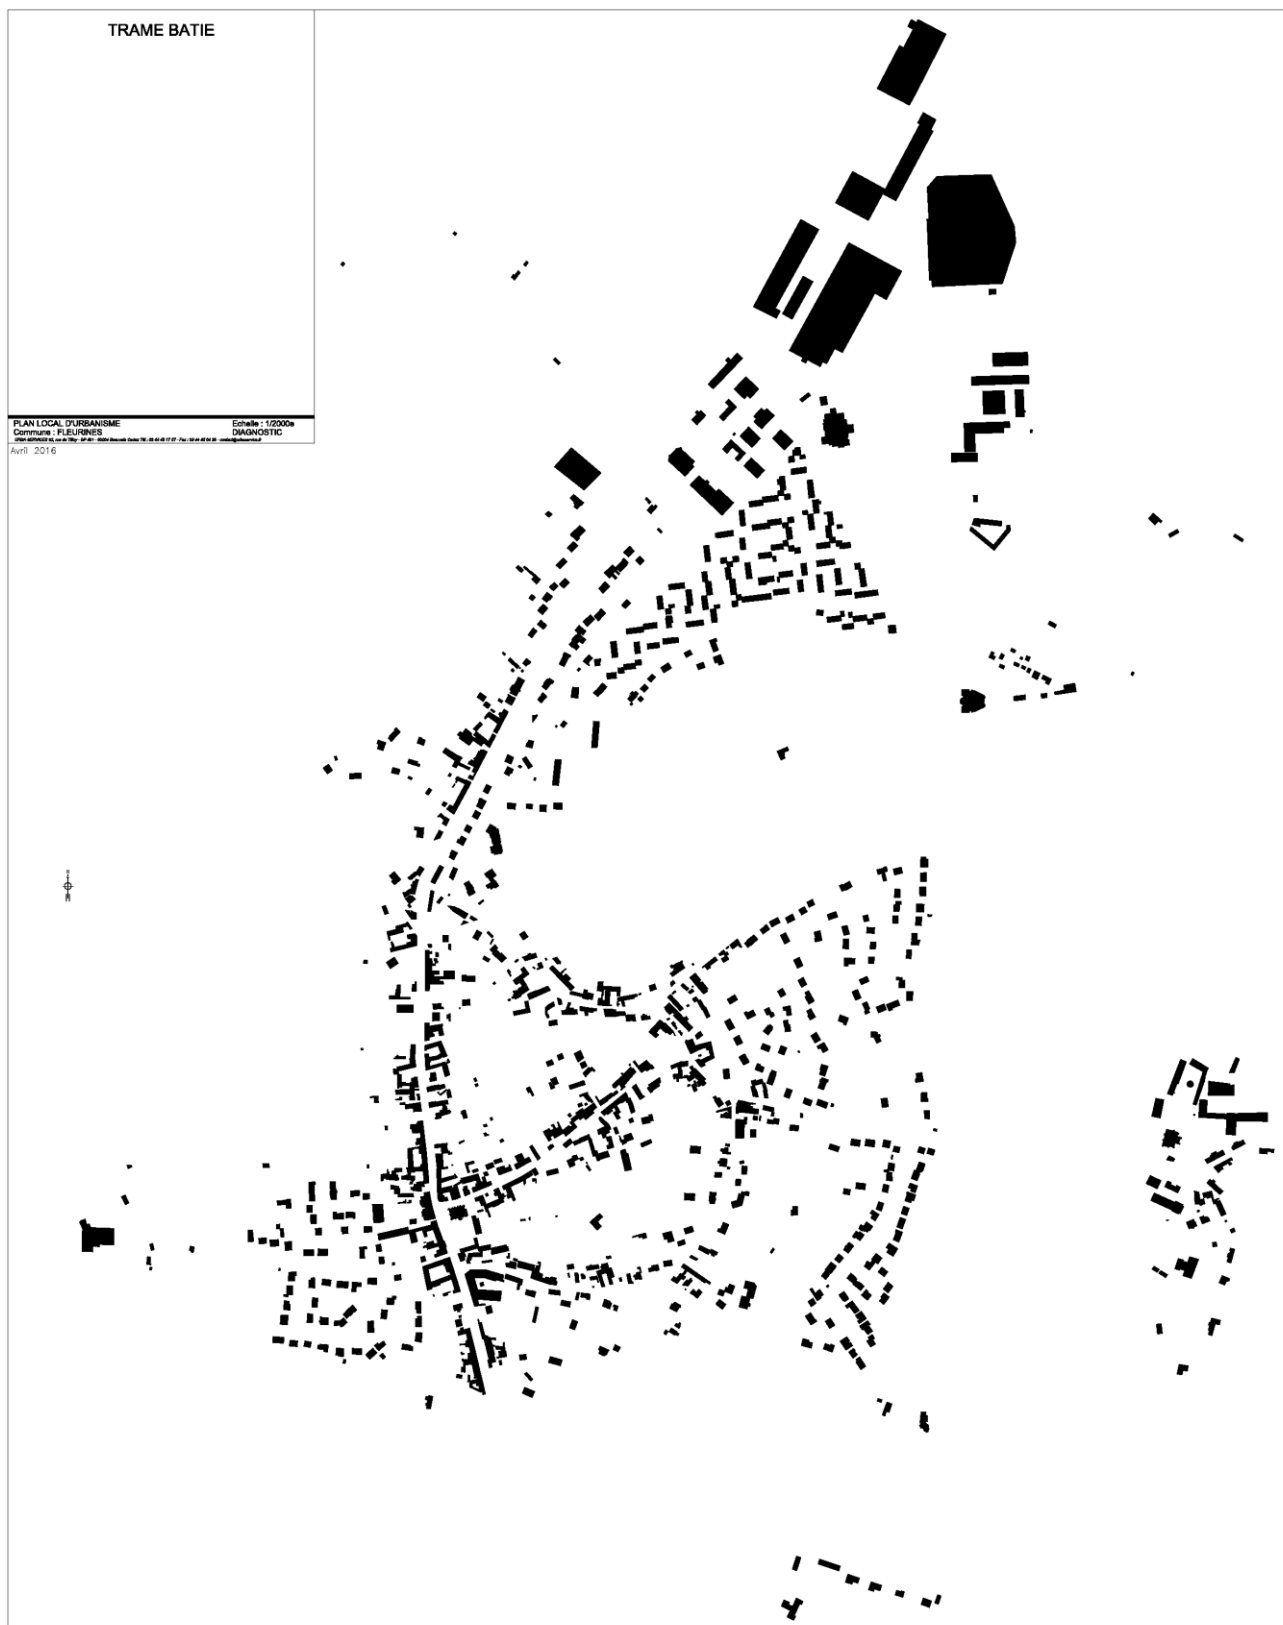 TRAME BATIE
PLAN LOCAL D'URBANISME Echelle : 1/2000e
Commune : FLEURINES DIAGNOSTIC
Avril 2016